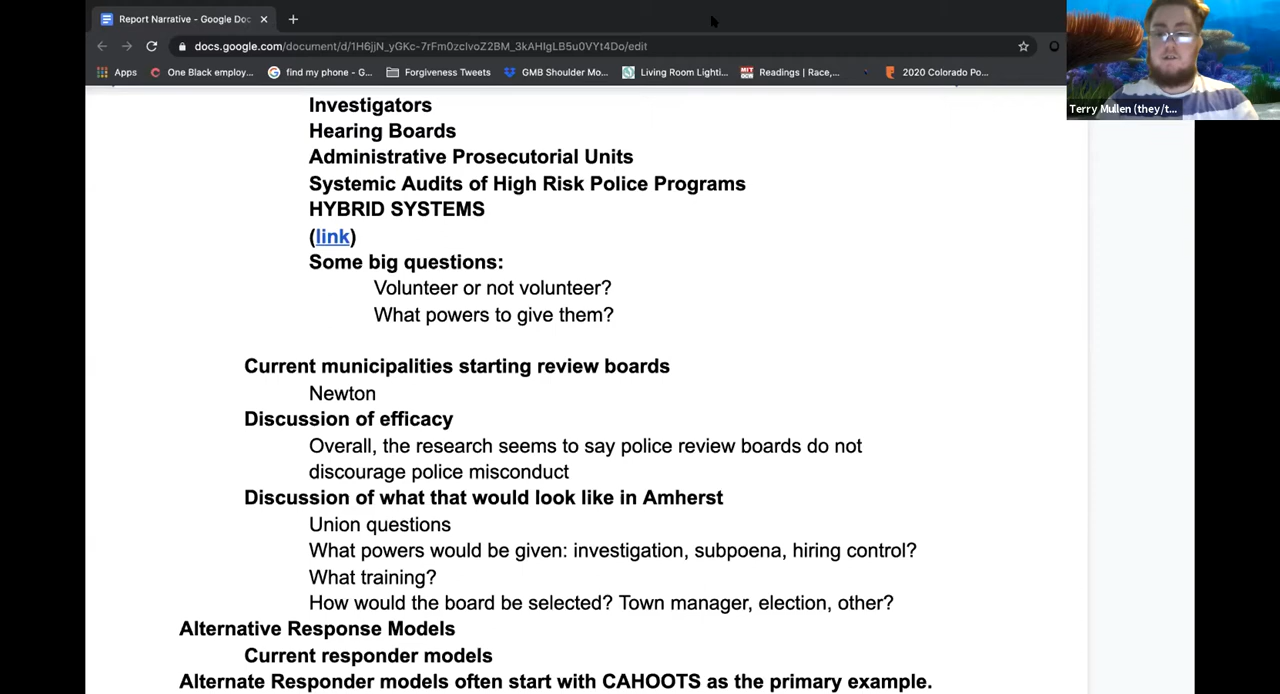 Report Narrative - Google Doc
docs.google.com/document/d/1H6jjN_yGKc-7rFm0zcIvoZ2BM_3kAHIgLB5u0VYt4Do/edit
Apps
One Black employ...
find my phone - G...
Forgiveness Tweets
GMB Shoulder Mo...
Living Room Lighti...
MIT OCW
Readings | Race,...
2020 Colorado Po...
Terry Mullen (they/t...
Investigators
Hearing Boards
Administrative Prosecutorial Units
Systemic Audits of High Risk Police Programs
HYBRID SYSTEMS
(link)
Some big questions:
Volunteer or not volunteer?
What powers to give them?
Current municipalities starting review boards
Newton
Discussion of efficacy
Overall, the research seems to say police review boards do not
discourage police misconduct
Discussion of what that would look like in Amherst
Union questions
What powers would be given: investigation, subpoena, hiring control?
What training?
How would the board be selected? Town manager, election, other?
Alternative Response Models
Current responder models
Alternate Responder models often start with CAHOOTS as the primary example.